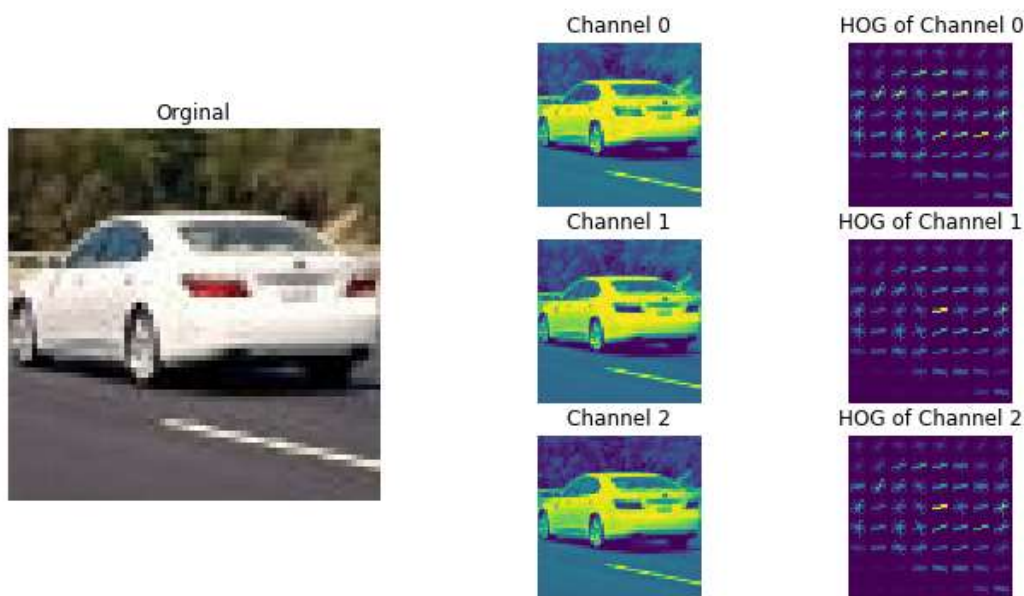 Orginal
Channel 0
HOG of Channel 0
Channel 1
HOG of Channel 1
Channel 2
HOG of Channel 2